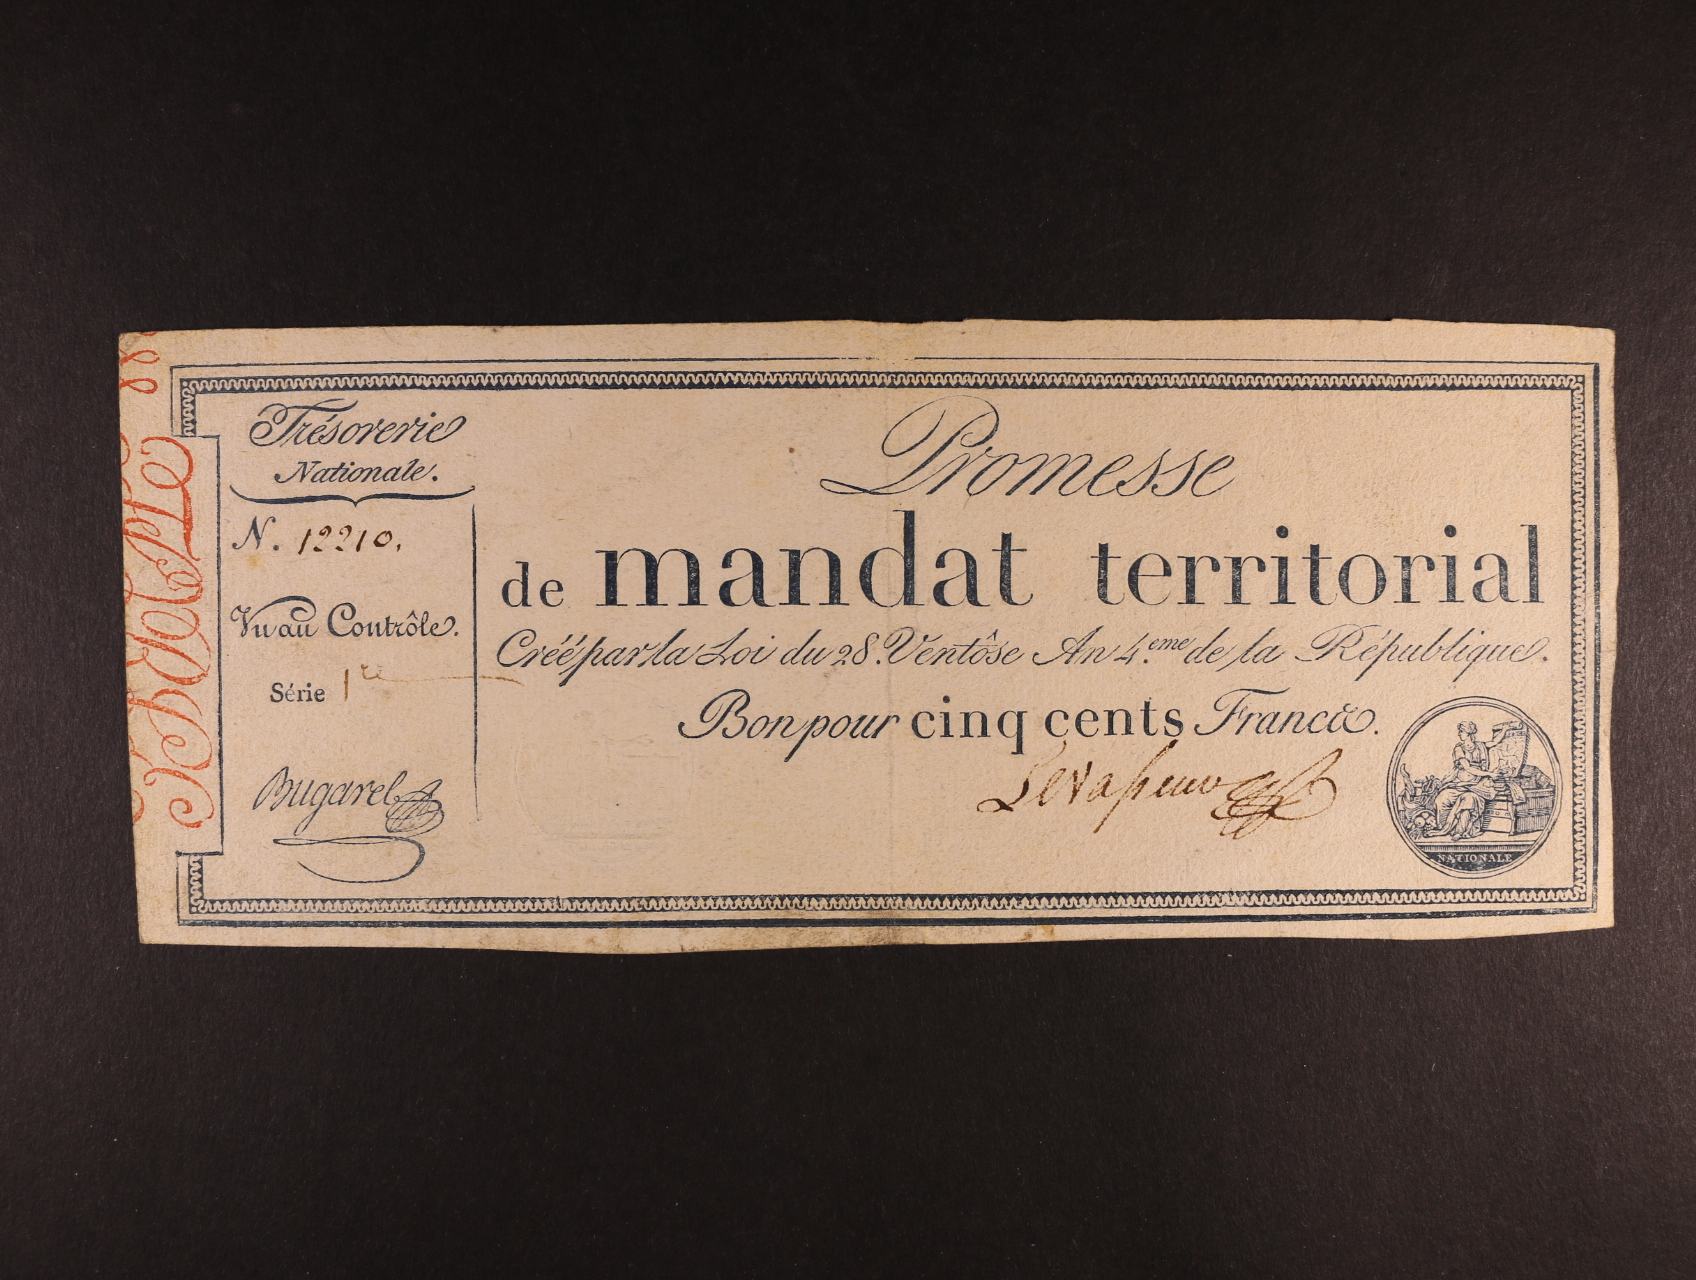 Trésorerie
Nationale.
N. 12210.
Vu au Contrôle.
Série 1re
Bugarel
Promesse
de mandat territorial
Créé par la Loi du 28. Ventôse An 4.eme de la République.
Bon pour cinq cents Francs.
NATIONALE